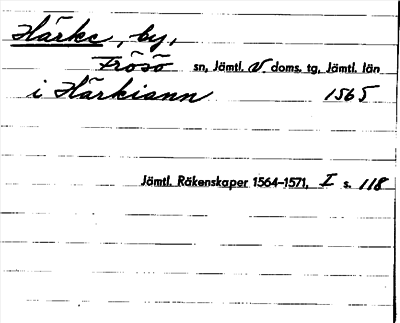 Härke, by,
Frösö sn, Jämtl. V. doms. tg, Jämtl. län
i Härkiann 1565
Jämtl. Räkenskaper 1564-1571, I s. 118